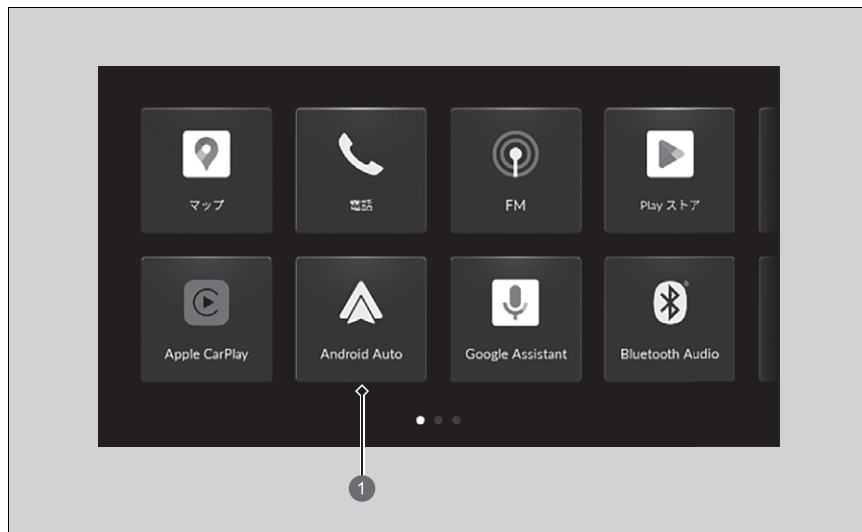 マップ
電話
FM
Play ストア
Apple CarPlay
Android Auto
Google Assistant
Bluetooth Audio
1